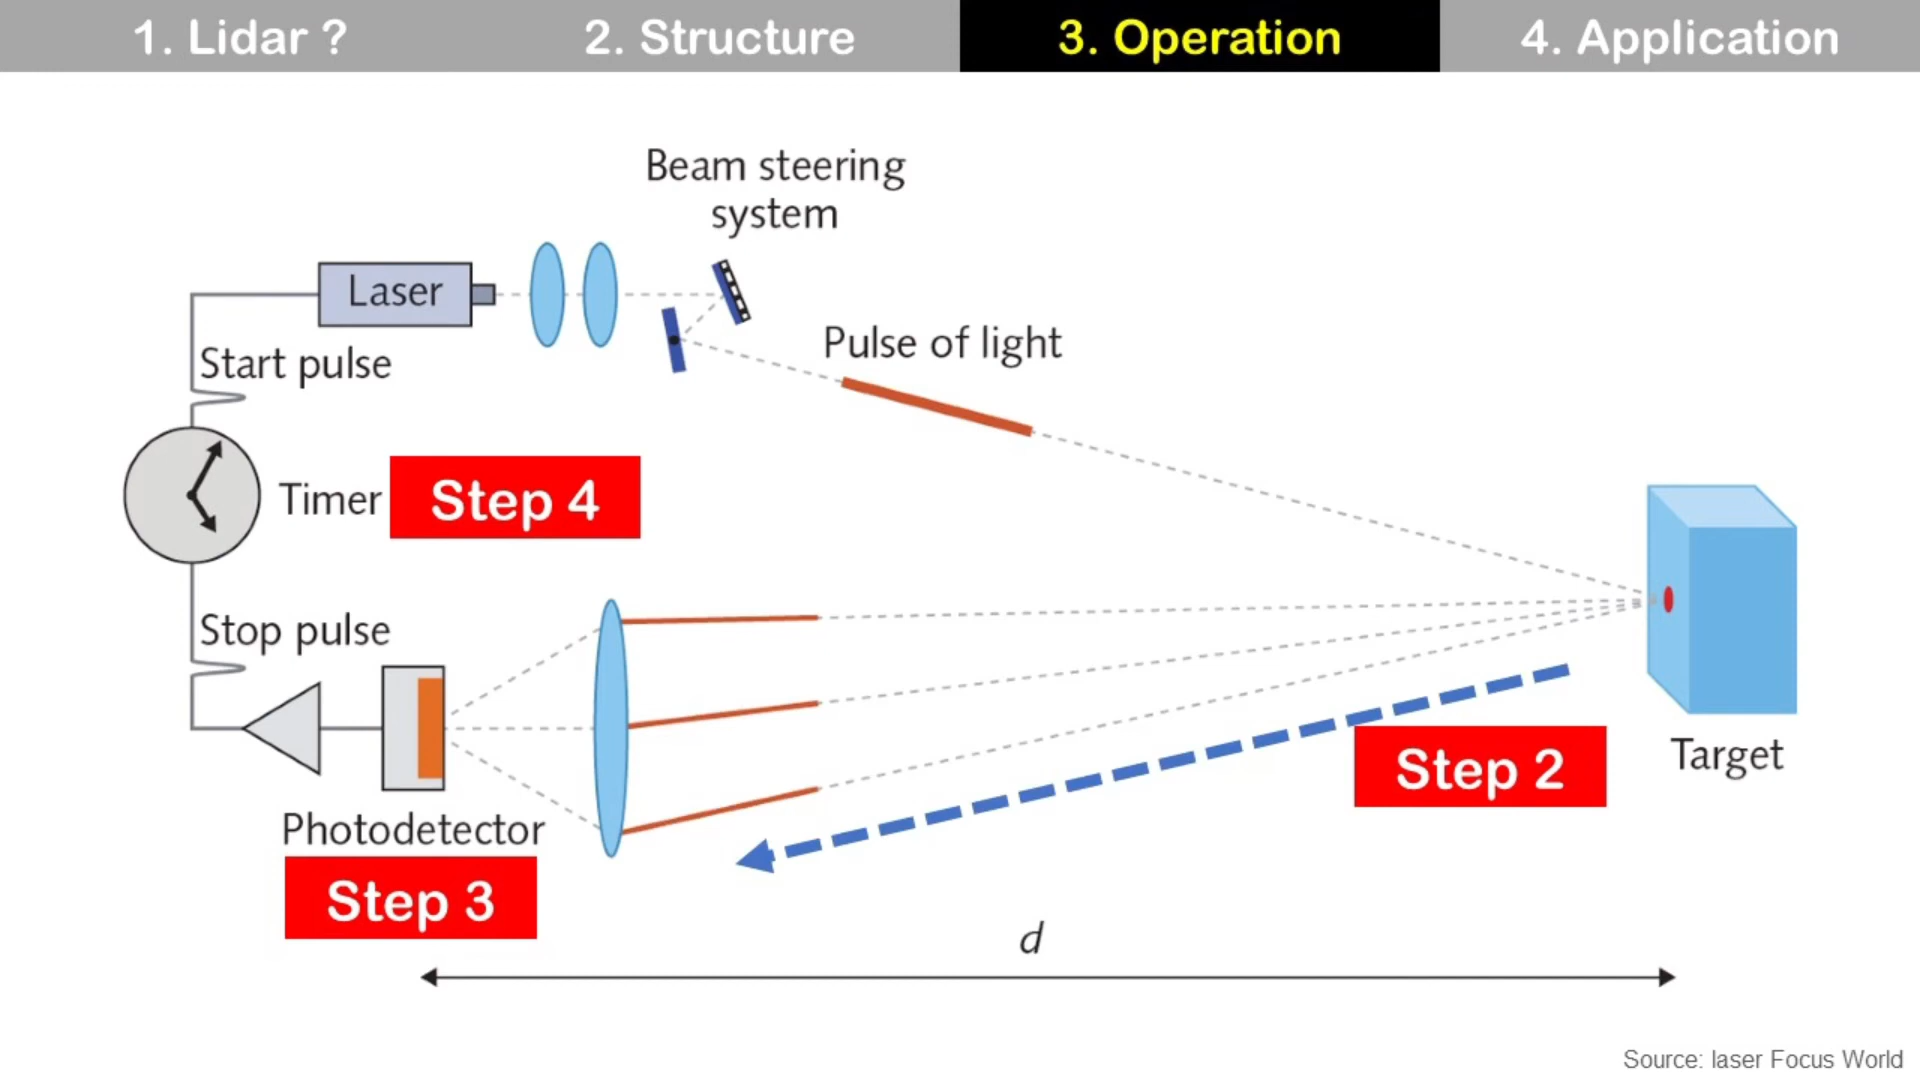 1. Lidar ?
2. Structure
3. Operation
4. Application
Beam steering
system
Laser
Pulse of light
Start pulse
Timer
Step 4
Stop pulse
Step 2
Target
Photodetector
Step 3
d
Source: laser Focus World